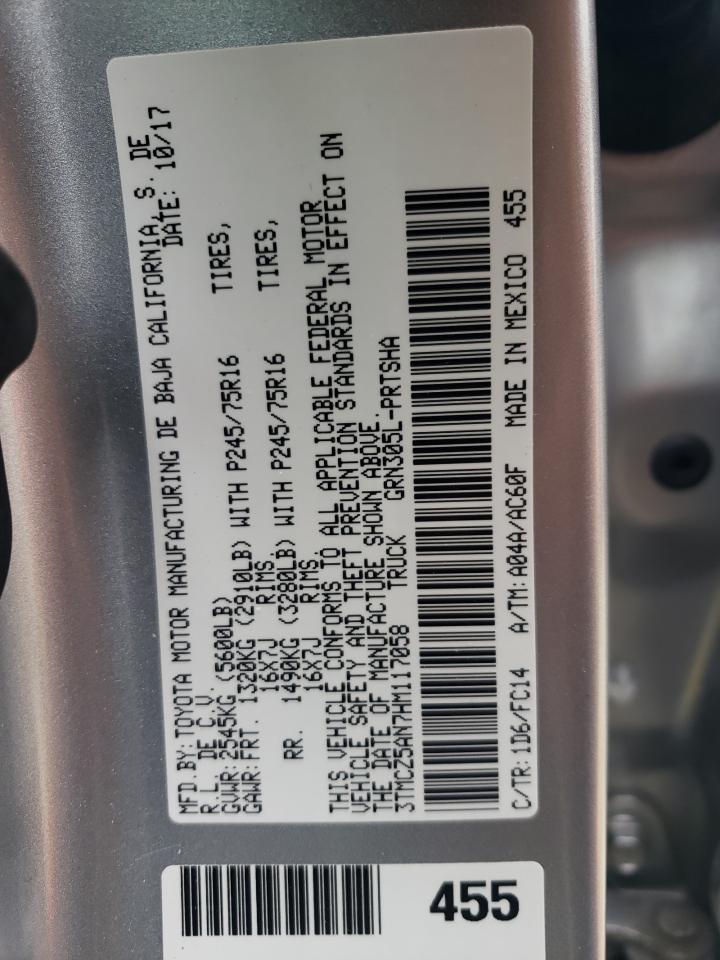 MFD.BY:TOYOTA MOTOR MANUFACTURING DE BAJA CALIFORNIA, S. DE
R.L. DE C.V. DATE: 10/17
GVWR:2545KG (5600LB)
GAWR:FRT. 1320KG (2910LB) WITH P245/75R16 TIRES,
16X7J RIMS.
RR. 1490KG (3280LB) WITH P245/75R16 TIRES,
16X7J RIMS.
THIS VEHICLE CONFORMS TO ALL APPLICABLE FEDERAL MOTOR
VEHICLE SAFETY AND THEFT PREVENTION STANDARDS IN EFFECT ON
THE DATE OF MANUFACTURE SHOWN ABOVE.
3TMCZ5AN7HM117058 TRUCK GRN305L-PRTSHA
C/TR:1D6/FC14 A/TM:A04A/AC60F MADE IN MEXICO 455
455